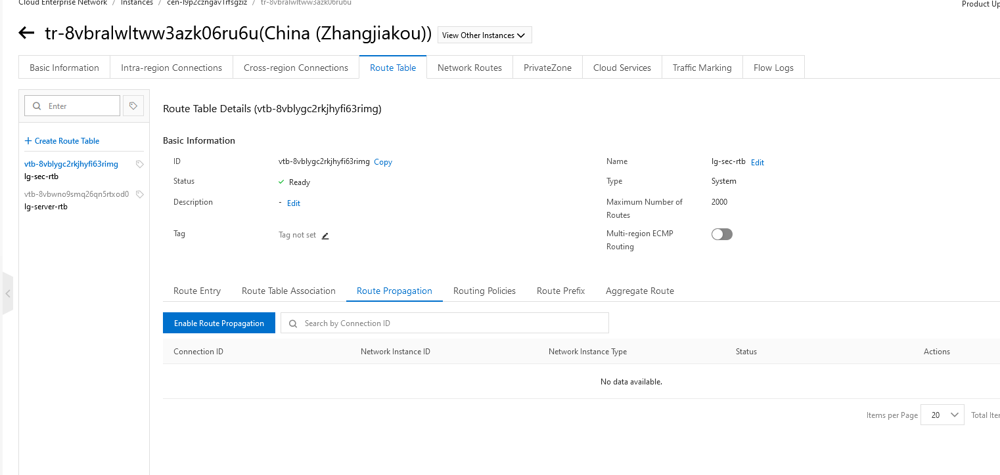 Cloud Enterprise Network / Instances / cen-l9p2czngav1rfsgziz / tr-8vbralwltww3azk06ru6u
Product Up
tr-8vbralwltww3azk06ru6u(China (Zhangjiakou)) View Other Instances
Basic Information Intra-region Connections Cross-region Connections Route Table Network Routes PrivateZone Cloud Services Traffic Marking Flow Logs
Enter
Create Route Table
vtb-8vblygc2rkjhyfi63rimg
lg-sec-rtb
vtb-8vbwno9smq26qn5rtxod0
lg-server-rtb
Route Table Details (vtb-8vblygc2rkjhyfi63rimg)
Basic Information
ID vtb-8vblygc2rkjhyfi63rimg Copy Name lg-sec-rtb Edit
Status Ready Type System
Description - Edit Maximum Number of Routes 2000
Tag Tag not set Multi-region ECMP Routing
Route Entry Route Table Association Route Propagation Routing Policies Route Prefix Aggregate Route
Enable Route Propagation Search by Connection ID
Connection ID Network Instance ID Network Instance Type Status Actions
No data available.
Items per Page 20 Total Iter